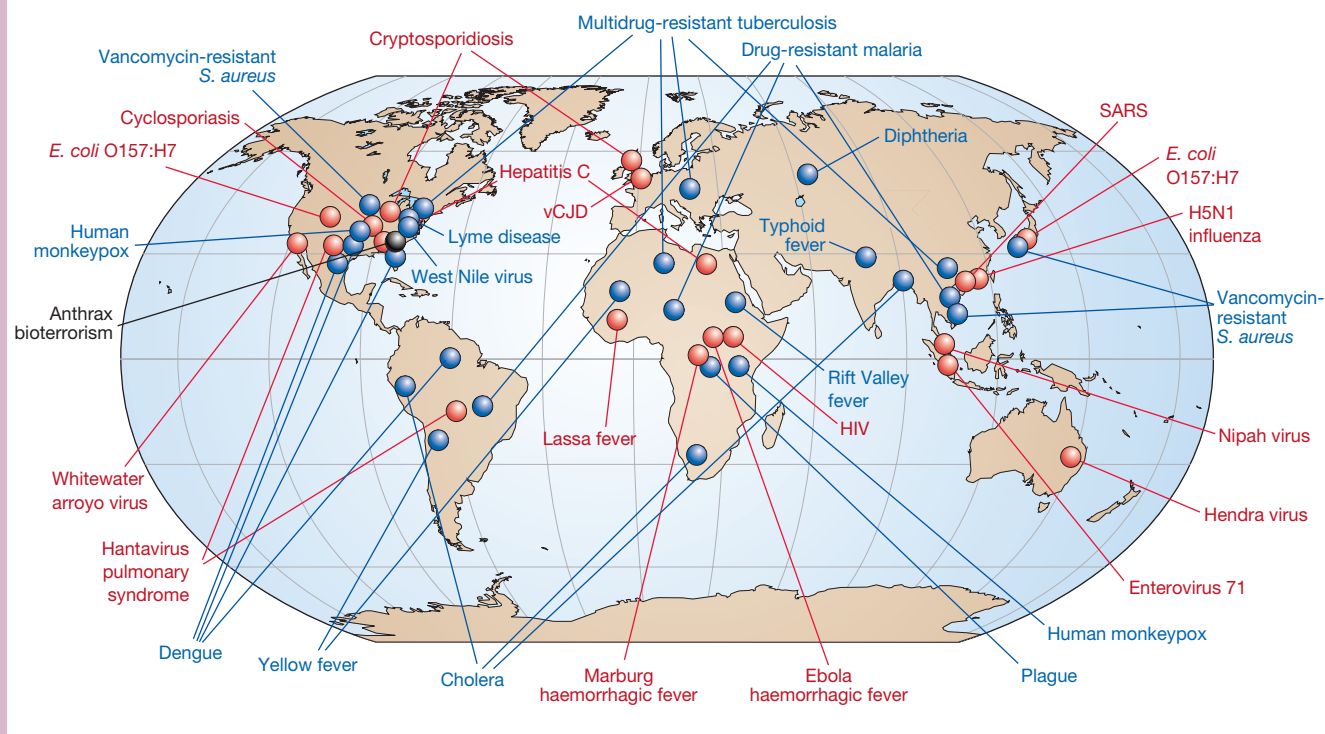 Multidrug-resistant tuberculosis
Cryptosporidiosis
Drug-resistant malaria
Vancomycin-resistant
S. aureus
SARS
Cyclosporiasis
Diphtheria
E. coli O157:H7
E. coli
O157:H7
Hepatitis C
vCJD
H5N1
influenza
Human
monkeypox
Lyme disease
Typhoid
fever
West Nile virus
Anthrax
bioterrorism
Vancomycin-
resistant
S. aureus
Rift Valley
fever
HIV
Lassa fever
Nipah virus
Whitewater
arroyo virus
Hendra virus
Hantavirus
pulmonary
syndrome
Enterovirus 71
Human monkeypox
Dengue
Yellow fever
Cholera
Marburg
haemorrhagic fever
Ebola
haemorrhagic fever
Plague